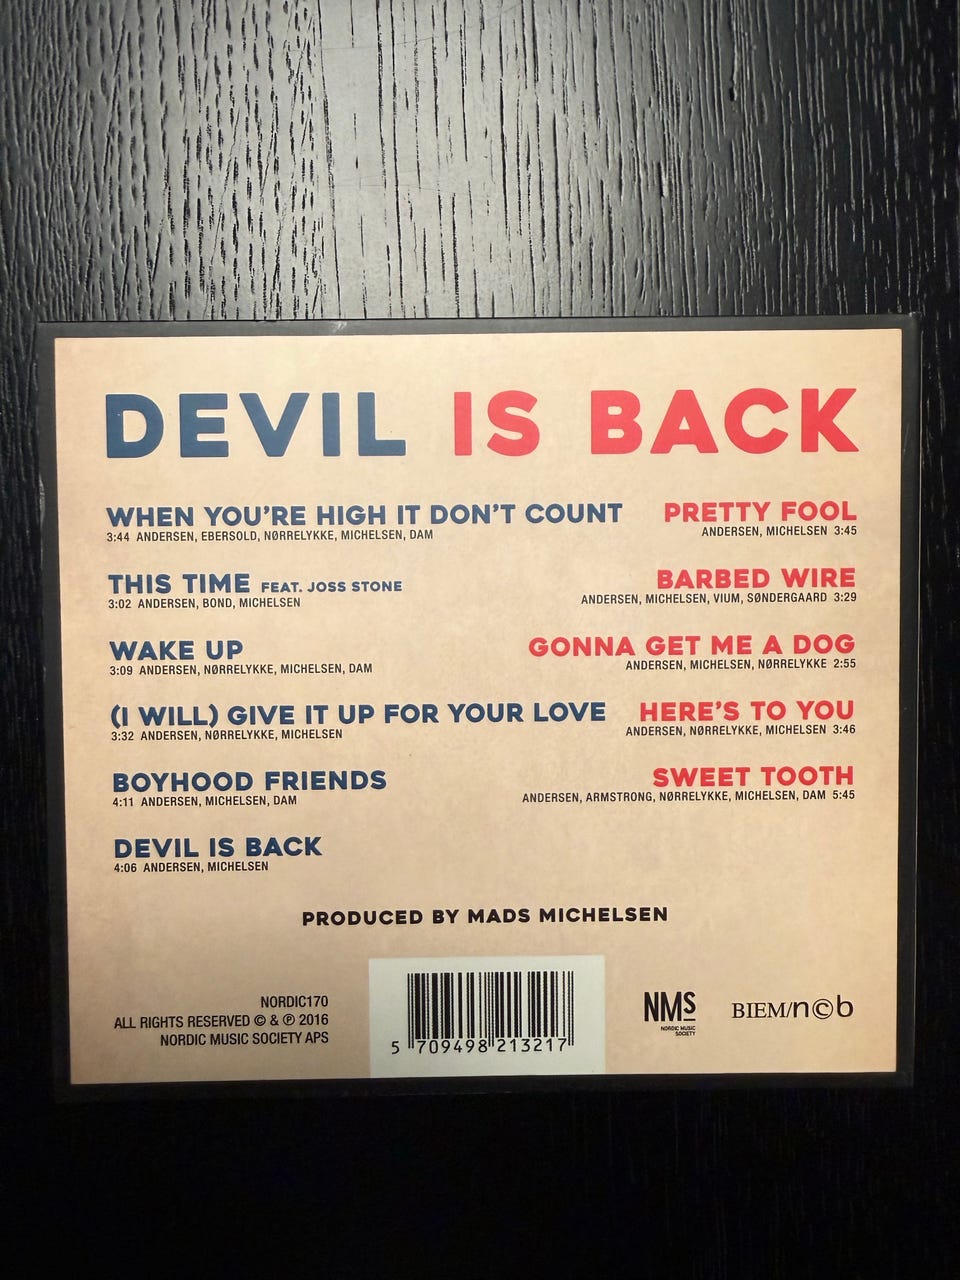 DEVIL IS BACK
WHEN YOU'RE HIGH IT DON'T COUNT
3:44 ANDERSEN, EBERSOLD, NØRRELYKKE, MICHELSEN, DAM
THIS TIME FEAT. JOSS STONE
3:02 ANDERSEN, BOND, MICHELSEN
WAKE UP
3:09 ANDERSEN, NØRRELYKKE, MICHELSEN, DAM
(I WILL) GIVE IT UP FOR YOUR LOVE
3:32 ANDERSEN, NØRRELYKKE, MICHELSEN
BOYHOOD FRIENDS
4:11 ANDERSEN, MICHELSEN, DAM
DEVIL IS BACK
4:06 ANDERSEN, MICHELSEN
PRETTY FOOL
ANDERSEN, MICHELSEN 3:45
BARBED WIRE
ANDERSEN, MICHELSEN, VIUM, SØNDERGAARD 3:29
GONNA GET ME A DOG
ANDERSEN, MICHELSEN, NØRRELYKKE 2:55
HERE'S TO YOU
ANDERSEN, NØRRELYKKE, MICHELSEN 3:46
SWEET TOOTH
ANDERSEN, ARMSTRONG, NØRRELYKKE, MICHELSEN, DAM 5:45
PRODUCED BY MADS MICHELSEN
NORDIC170
ALL RIGHTS RESERVED © & ℗ 2016
NORDIC MUSIC SOCIETY APS
5 709498 213217
NMS
NORDIC MUSIC
SOCIETY
BIEM/n©b